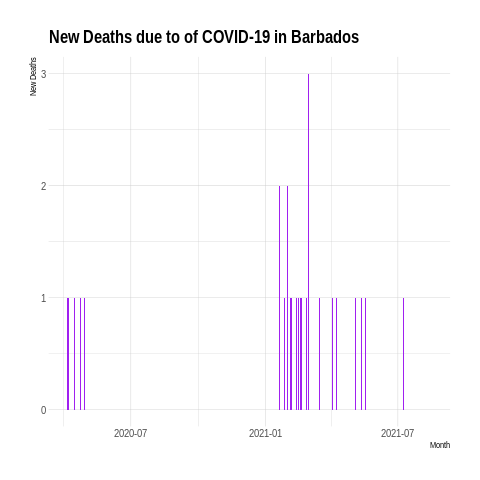 New Deaths due to of COVID-19 in Barbados
New Deaths
3
2
1
0
2020-07 2021-01 2021-07
Month